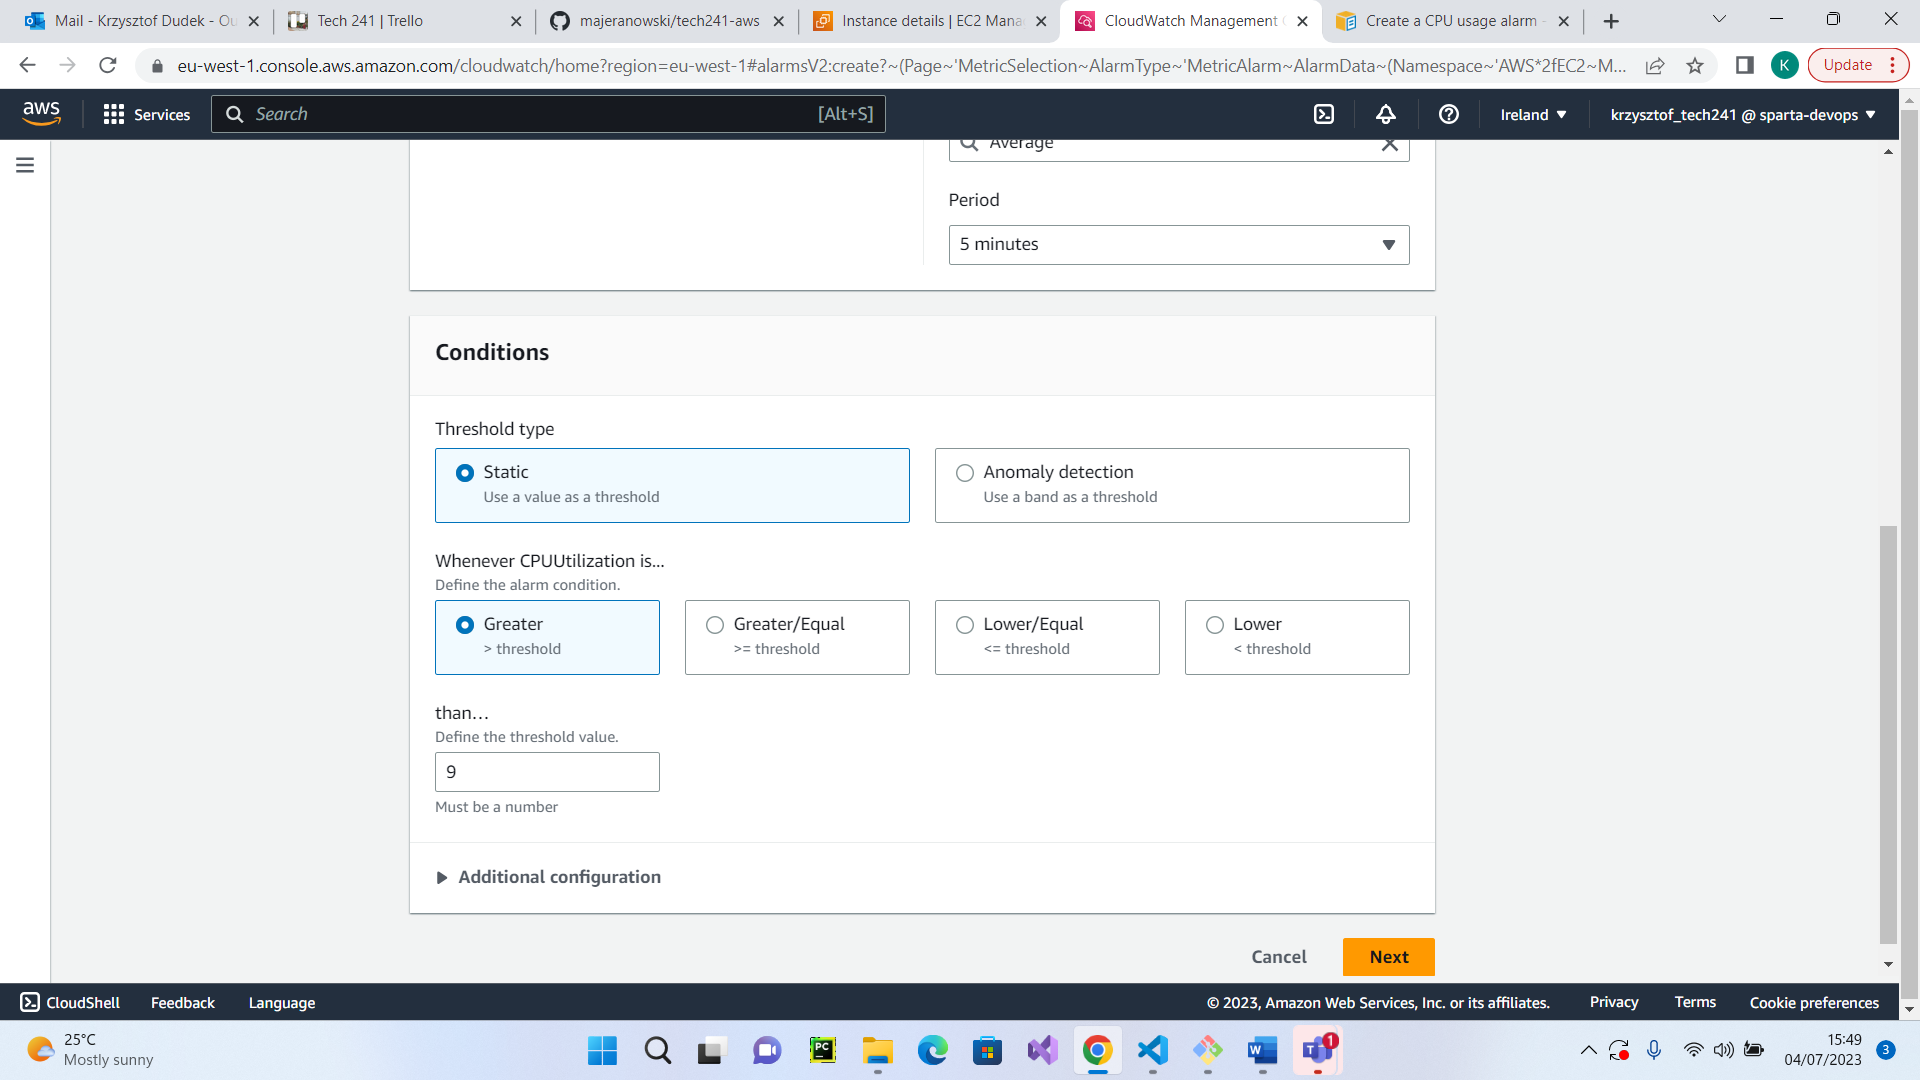 Mail - Krzysztof Dudek - Ou
Tech 241 | Trello
majeranowski/tech241-aws
Instance details | EC2 Mana
CloudWatch Management C
Create a CPU usage alarm -
eu-west-1.console.aws.amazon.com/cloudwatch/home?region=eu-west-1#alarmsV2:create?~(Page~'MetricSelection~AlarmType~'MetricAlarm~AlarmData~(Namespace~'AWS*2fEC2~M...
K
Update
aws
Services
Search
[Alt+S]
Ireland
krzysztof_tech241 @ sparta-devops
Average
Period
5 minutes
Conditions
Threshold type
Static
Use a value as a threshold
Anomaly detection
Use a band as a threshold
Whenever CPUUtilization is...
Define the alarm condition.
Greater
> threshold
Greater/Equal
>= threshold
Lower/Equal
<= threshold
Lower
< threshold
than...
Define the threshold value.
9
Must be a number
Additional configuration
Cancel
Next
CloudShell
Feedback
Language
© 2023, Amazon Web Services, Inc. or its affiliates.
Privacy
Terms
Cookie preferences
25°C
Mostly sunny
PC
1
15:49
04/07/2023
3